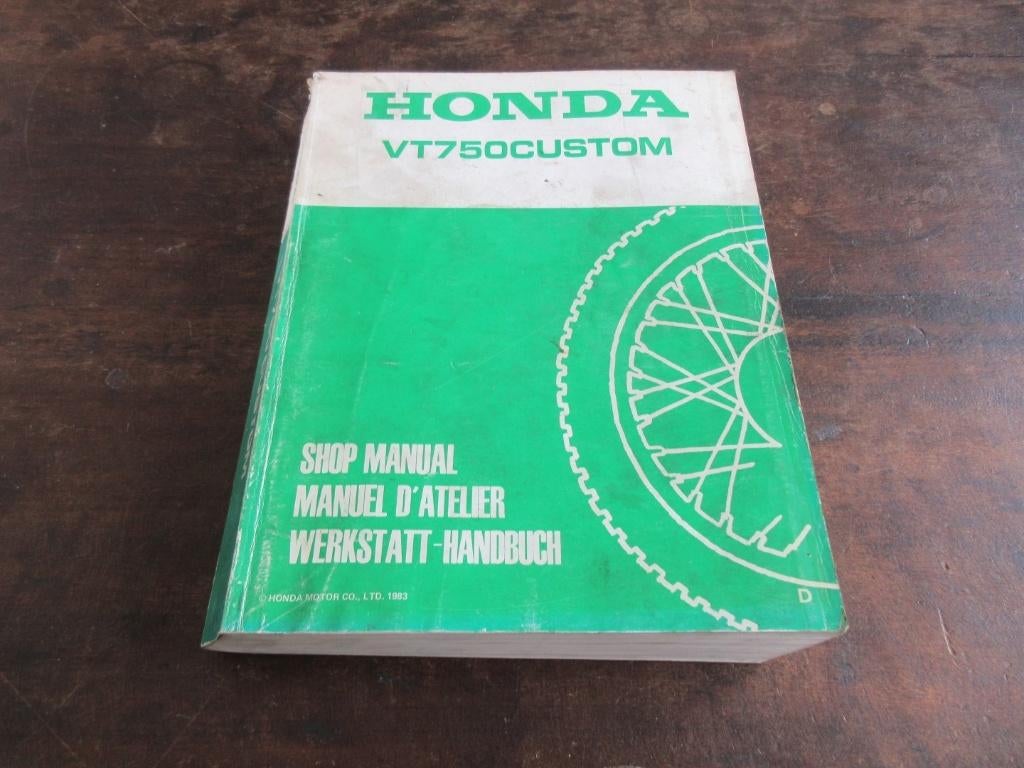 HONDA
VT750CUSTOM
SHOP MANUAL
MANUEL D'ATELIER
WERKSTATT-HANDBUCH
© HONDA MOTOR CO., LTD. 1983
D